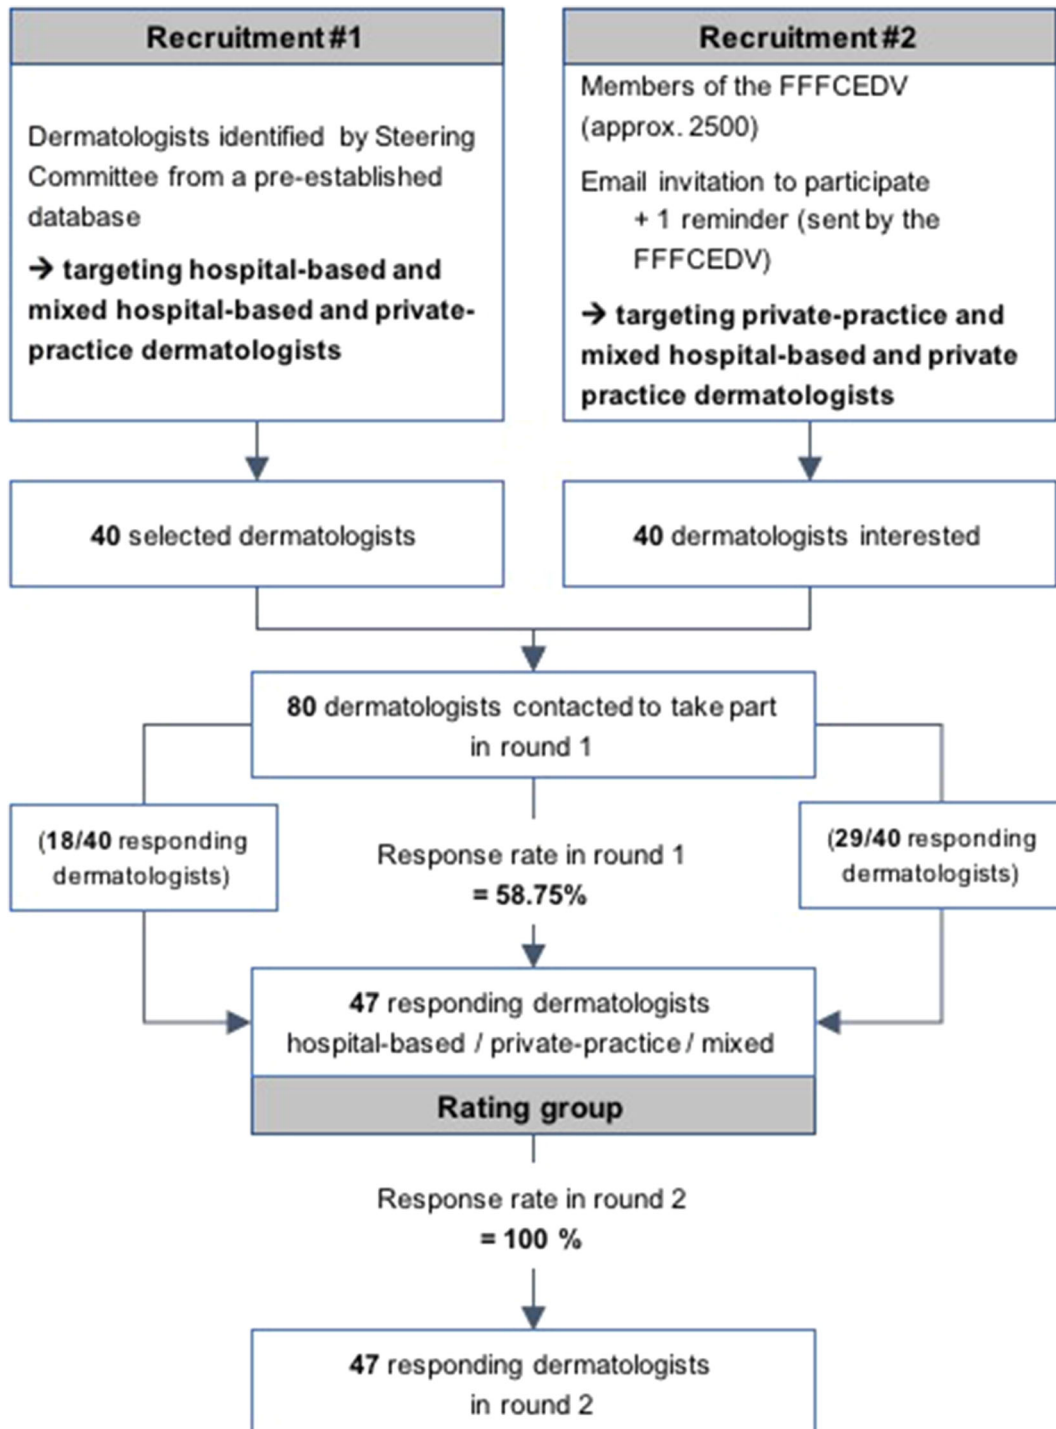 Recruitment #1
Dermatologists identified by Steering
Committee from a pre-established
database
→ targeting hospital-based and
mixed hospital-based and private-
practice dermatologists
Recruitment #2
Members of the FFFCEDV
(approx. 2500)
Email invitation to participate
+ 1 reminder (sent by the
FFFCEDV)
→ targeting private-practice and
mixed hospital-based and private
practice dermatologists
40 selected dermatologists
40 dermatologists interested
80 dermatologists contacted to take part
in round 1
(18/40 responding
dermatologists)
Response rate in round 1
= 58.75%
(29/40 responding
dermatologists)
47 responding dermatologists
hospital-based / private-practice / mixed
Rating group
Response rate in round 2
= 100 %
47 responding dermatologists
in round 2